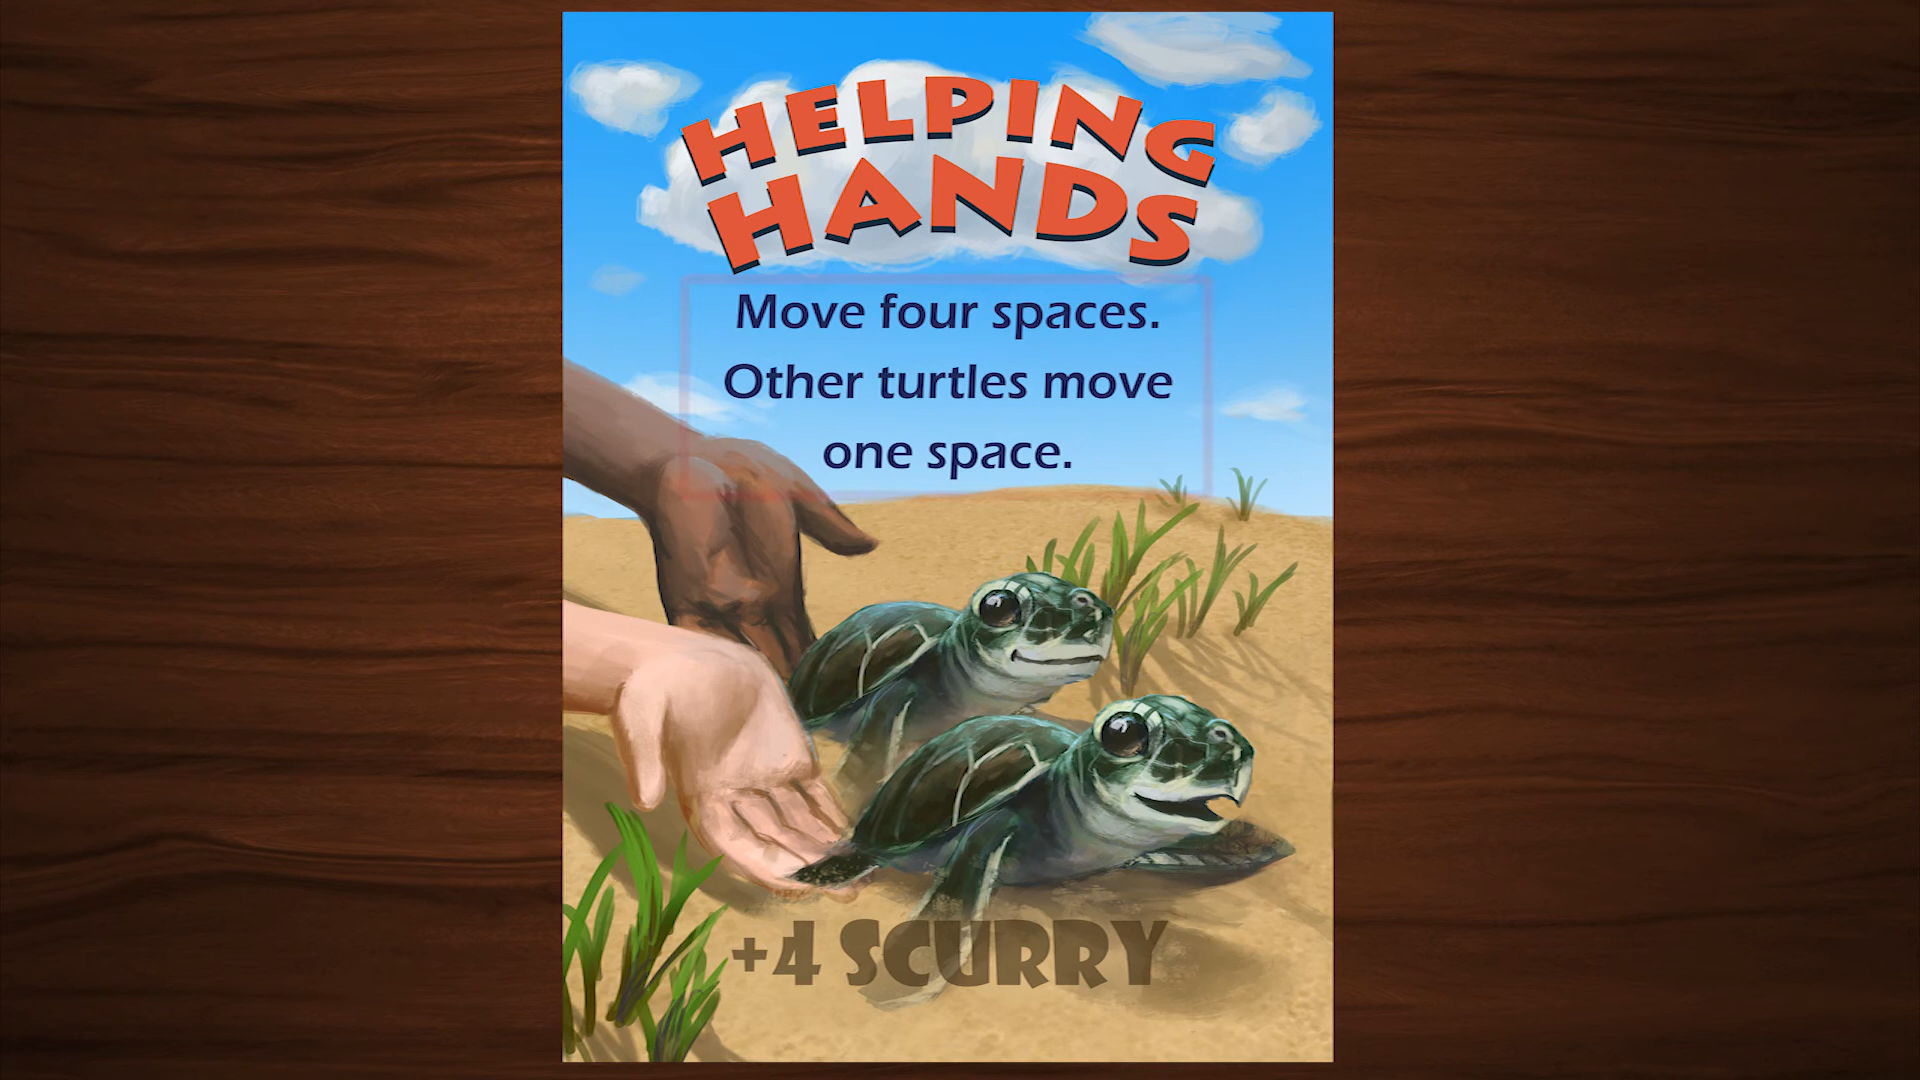 HELPING
HANDS
Move four spaces.
Other turtles move
one space.
+4 SCURRY